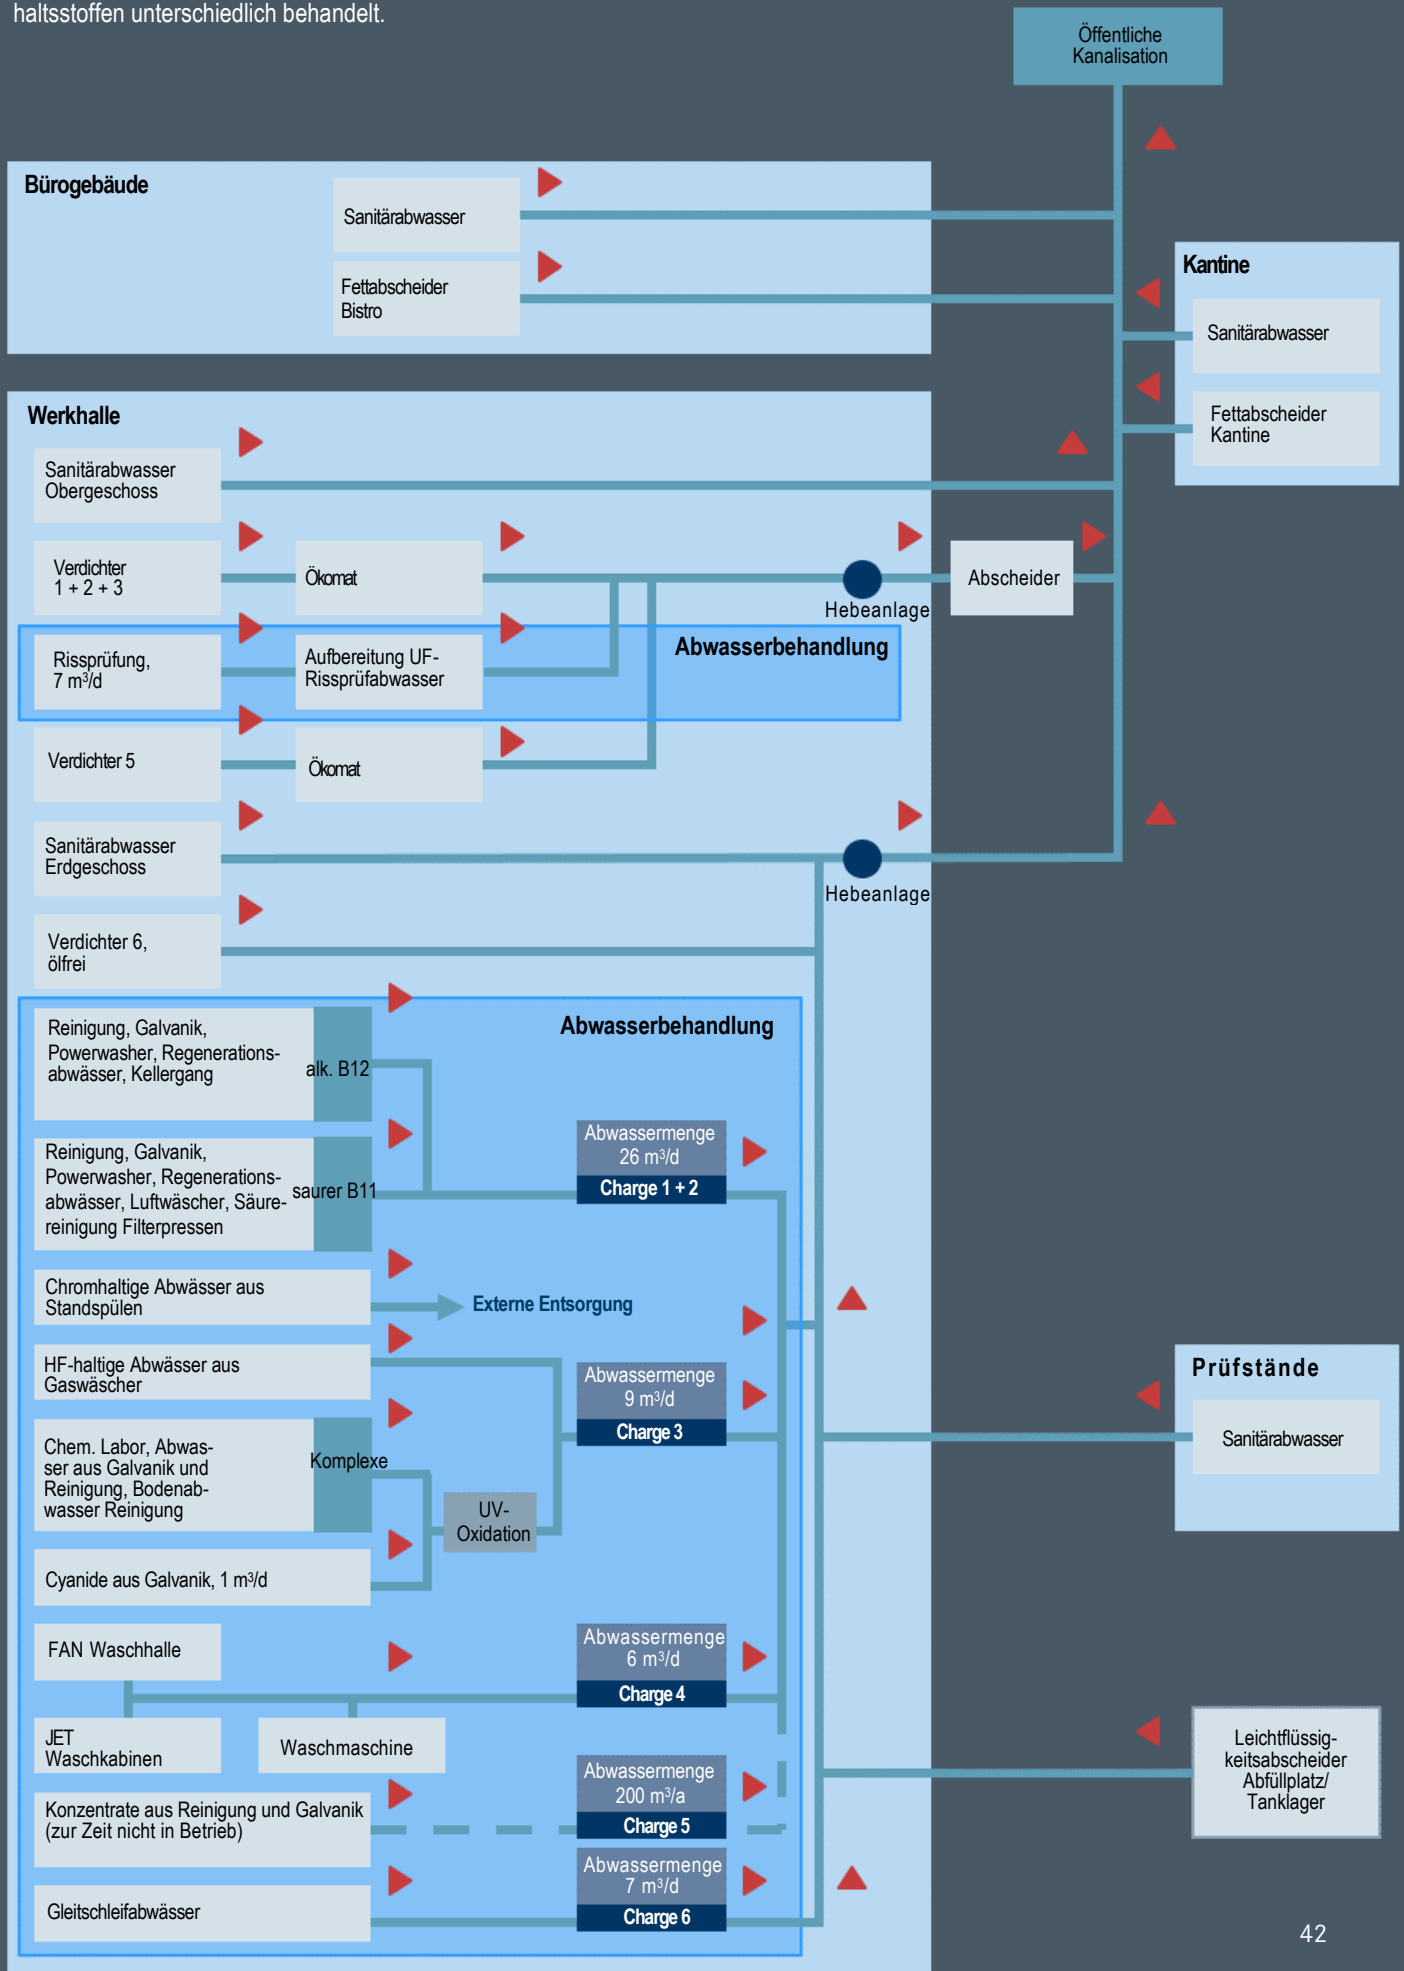 haltsstoffen unterschiedlich behandelt.
Öffentliche
Kanalisation
Bürogebäude
Sanitärabwasser
Fettabscheider
Bistro
Kantine
Sanitärabwasser
Fettabscheider
Kantine
Werkhalle
Sanitärabwasser
Obergeschoss
Verdichter
1 + 2 + 3
Ökomat
Hebeanlage
Abscheider
Abwasserbehandlung
Rissprüfung,
7 m³/d
Aufbereitung UF-
Rissprüfabwasser
Verdichter 5
Ökomat
Sanitärabwasser
Erdgeschoss
Hebeanlage
Verdichter 6,
ölfrei
Abwasserbehandlung
Reinigung, Galvanik,
Powerwasher, Regenerations-
abwässer, Kellergang
alk. B12
Reinigung, Galvanik,
Powerwasher, Regenerations-
abwässer, Luftwäscher, Säure-
reinigung Filterpressen
saurer B11
Abwassermenge
26 m³/d
Charge 1 + 2
Chromhaltige Abwässer aus
Standspülen
Externe Entsorgung
HF-haltige Abwässer aus
Gaswäscher
Abwassermenge
9 m³/d
Charge 3
Chem. Labor, Abwas-
ser aus Galvanik und
Reinigung, Bodenab-
wasser Reinigung
Komplexe
UV-
Oxidation
Cyanide aus Galvanik, 1 m³/d
Prüfstände
Sanitärabwasser
FAN Waschhalle
JET
Waschkabinen
Waschmaschine
Abwassermenge
6 m³/d
Charge 4
Leichtflüssig-
keitsabscheider
Abfüllplatz/
Tanklager
Konzentrate aus Reinigung und Galvanik
(zur Zeit nicht in Betrieb)
Abwassermenge
200 m³/a
Charge 5
Gleitschleifabwässer
Abwassermenge
7 m³/d
Charge 6
42